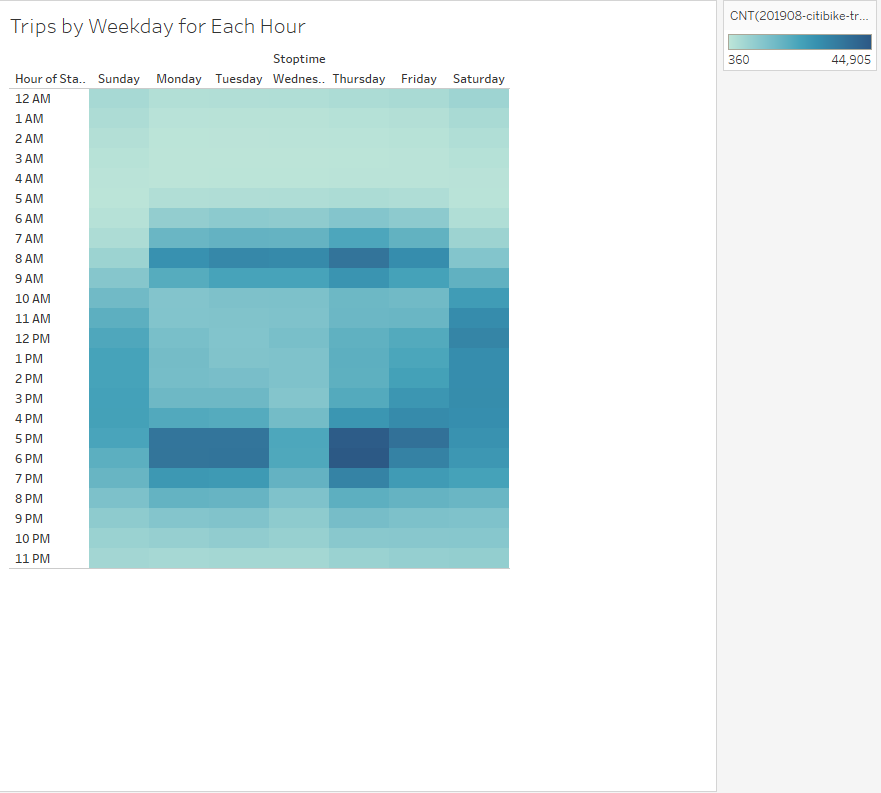 Trips by Weekday for Each Hour
CNT(201908-citibike-tr...
360 44,905
Stoptime
Hour of Sta.. Sunday Monday Tuesday Wednes.. Thursday Friday Saturday
12 AM
1 AM
2 AM
3 AM
4 AM
5 AM
6 AM
7 AM
8 AM
9 AM
10 AM
11 AM
12 PM
1 PM
2 PM
3 PM
4 PM
5 PM
6 PM
7 PM
8 PM
9 PM
10 PM
11 PM